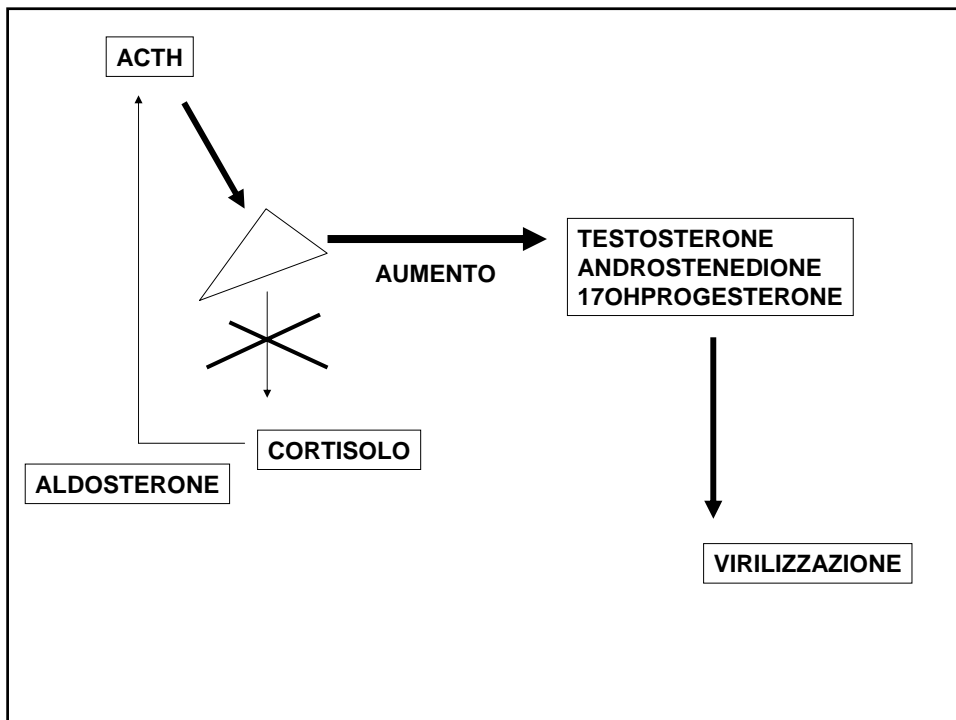 ACTH
AUMENTO
TESTOSTERONE
ANDROSTENEDIONE
17OHPROGESTERONE
CORTISOLO
ALDOSTERONE
VIRILIZZAZIONE